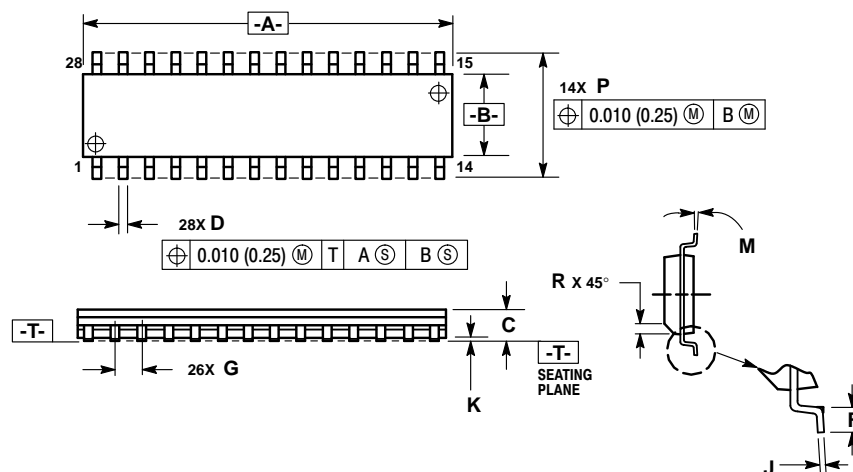 -A-
28
15
14X P
⌖ 0.010 (0.25) Ⓜ B Ⓜ
-B-
1
14
28X D
⌖ 0.010 (0.25) Ⓜ T A Ⓢ B Ⓢ
M
R X 45°
C
-T-
-T-
SEATING
PLANE
26X G
K
J